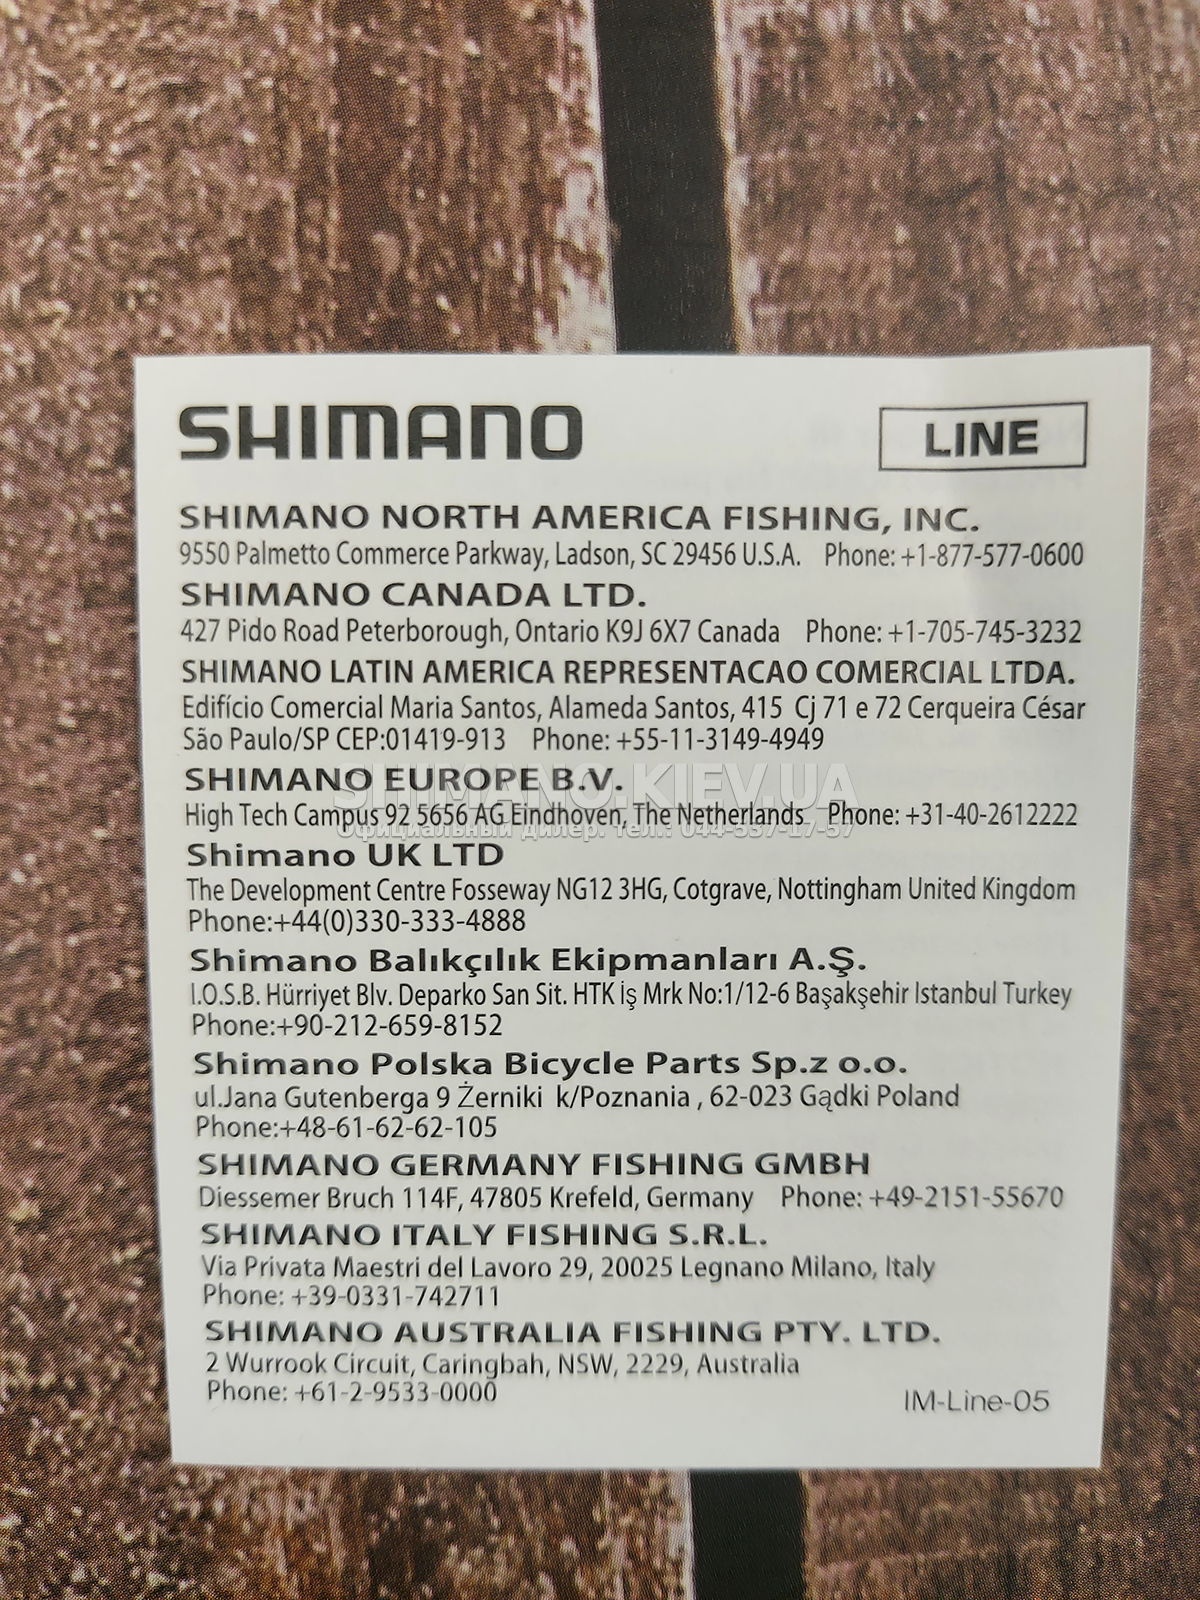 SHIMANO
LINE
SHIMANO NORTH AMERICA FISHING, INC.
9550 Palmetto Commerce Parkway, Ladson, SC 29456 U.S.A. Phone: +1-877-577-0600
SHIMANO CANADA LTD.
427 Pido Road Peterborough, Ontario K9J 6X7 Canada Phone: +1-705-745-3232
SHIMANO LATIN AMERICA REPRESENTACAO COMERCIAL LTDA.
Edifício Comercial Maria Santos, Alameda Santos, 415 Cj 71 e 72 Cerqueira César
São Paulo/SP CEP:01419-913 Phone: +55-11-3149-4949
SHIMANO EUROPE B.V.
SHIMANO.KIEV.UA
High Tech Campus 92 5656 AG Eindhoven, The Netherlands Phone: +31-40-2612222
Официальный дилер. тел.: 044-537-17-57
Shimano UK LTD
The Development Centre Fosseway NG12 3HG, Cotgrave, Nottingham United Kingdom
Phone:+44(0)330-333-4888
Shimano Balıkçılık Ekipmanları A.Ş.
I.O.S.B. Hürriyet Blv. Deparko San Sit. HTK İş Mrk No:1/12-6 Başakşehir Istanbul Turkey
Phone:+90-212-659-8152
Shimano Polska Bicycle Parts Sp.z o.o.
ul.Jana Gutenberga 9 Żerniki k/Poznania , 62-023 Gądki Poland
Phone:+48-61-62-62-105
SHIMANO GERMANY FISHING GMBH
Diessemer Bruch 114F, 47805 Krefeld, Germany Phone: +49-2151-55670
SHIMANO ITALY FISHING S.R.L.
Via Privata Maestri del Lavoro 29, 20025 Legnano Milano, Italy
Phone: +39-0331-742711
SHIMANO AUSTRALIA FISHING PTY. LTD.
2 Wurrook Circuit, Caringbah, NSW, 2229, Australia
Phone: +61-2-9533-0000
IM-Line-05